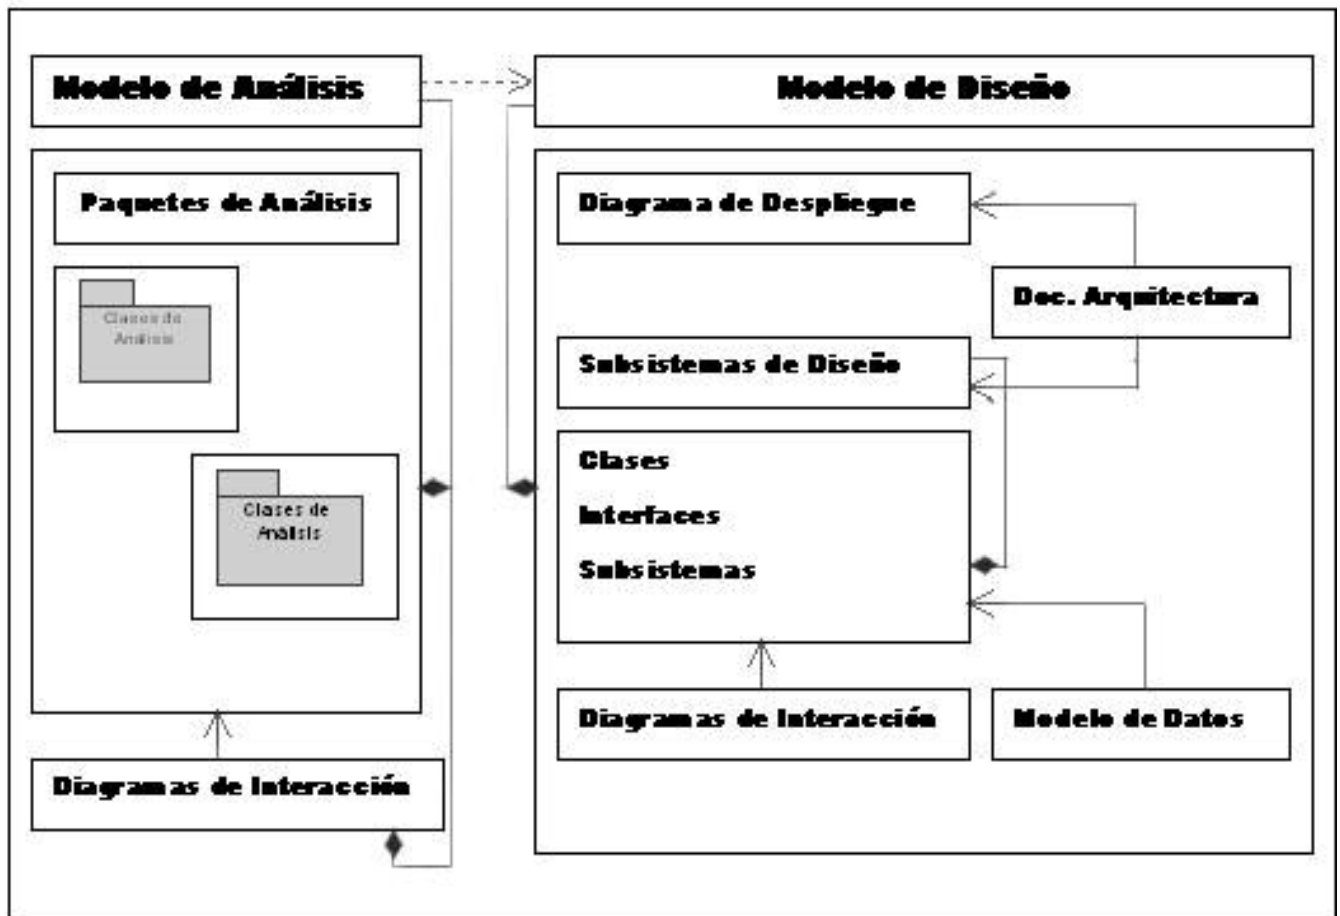 Modelo de Análisis
Modelo de Diseño
Paquetes de Análisis
Clases de
Análisis
Clases de
Análisis
Diagramas de Interacción
Diagrama de Despliegue
Doc. Arquitectura
Subsistemas de Diseño
Clases
Interfaces
Subsistemas
Diagramas de Interacción
Modelo de Datos